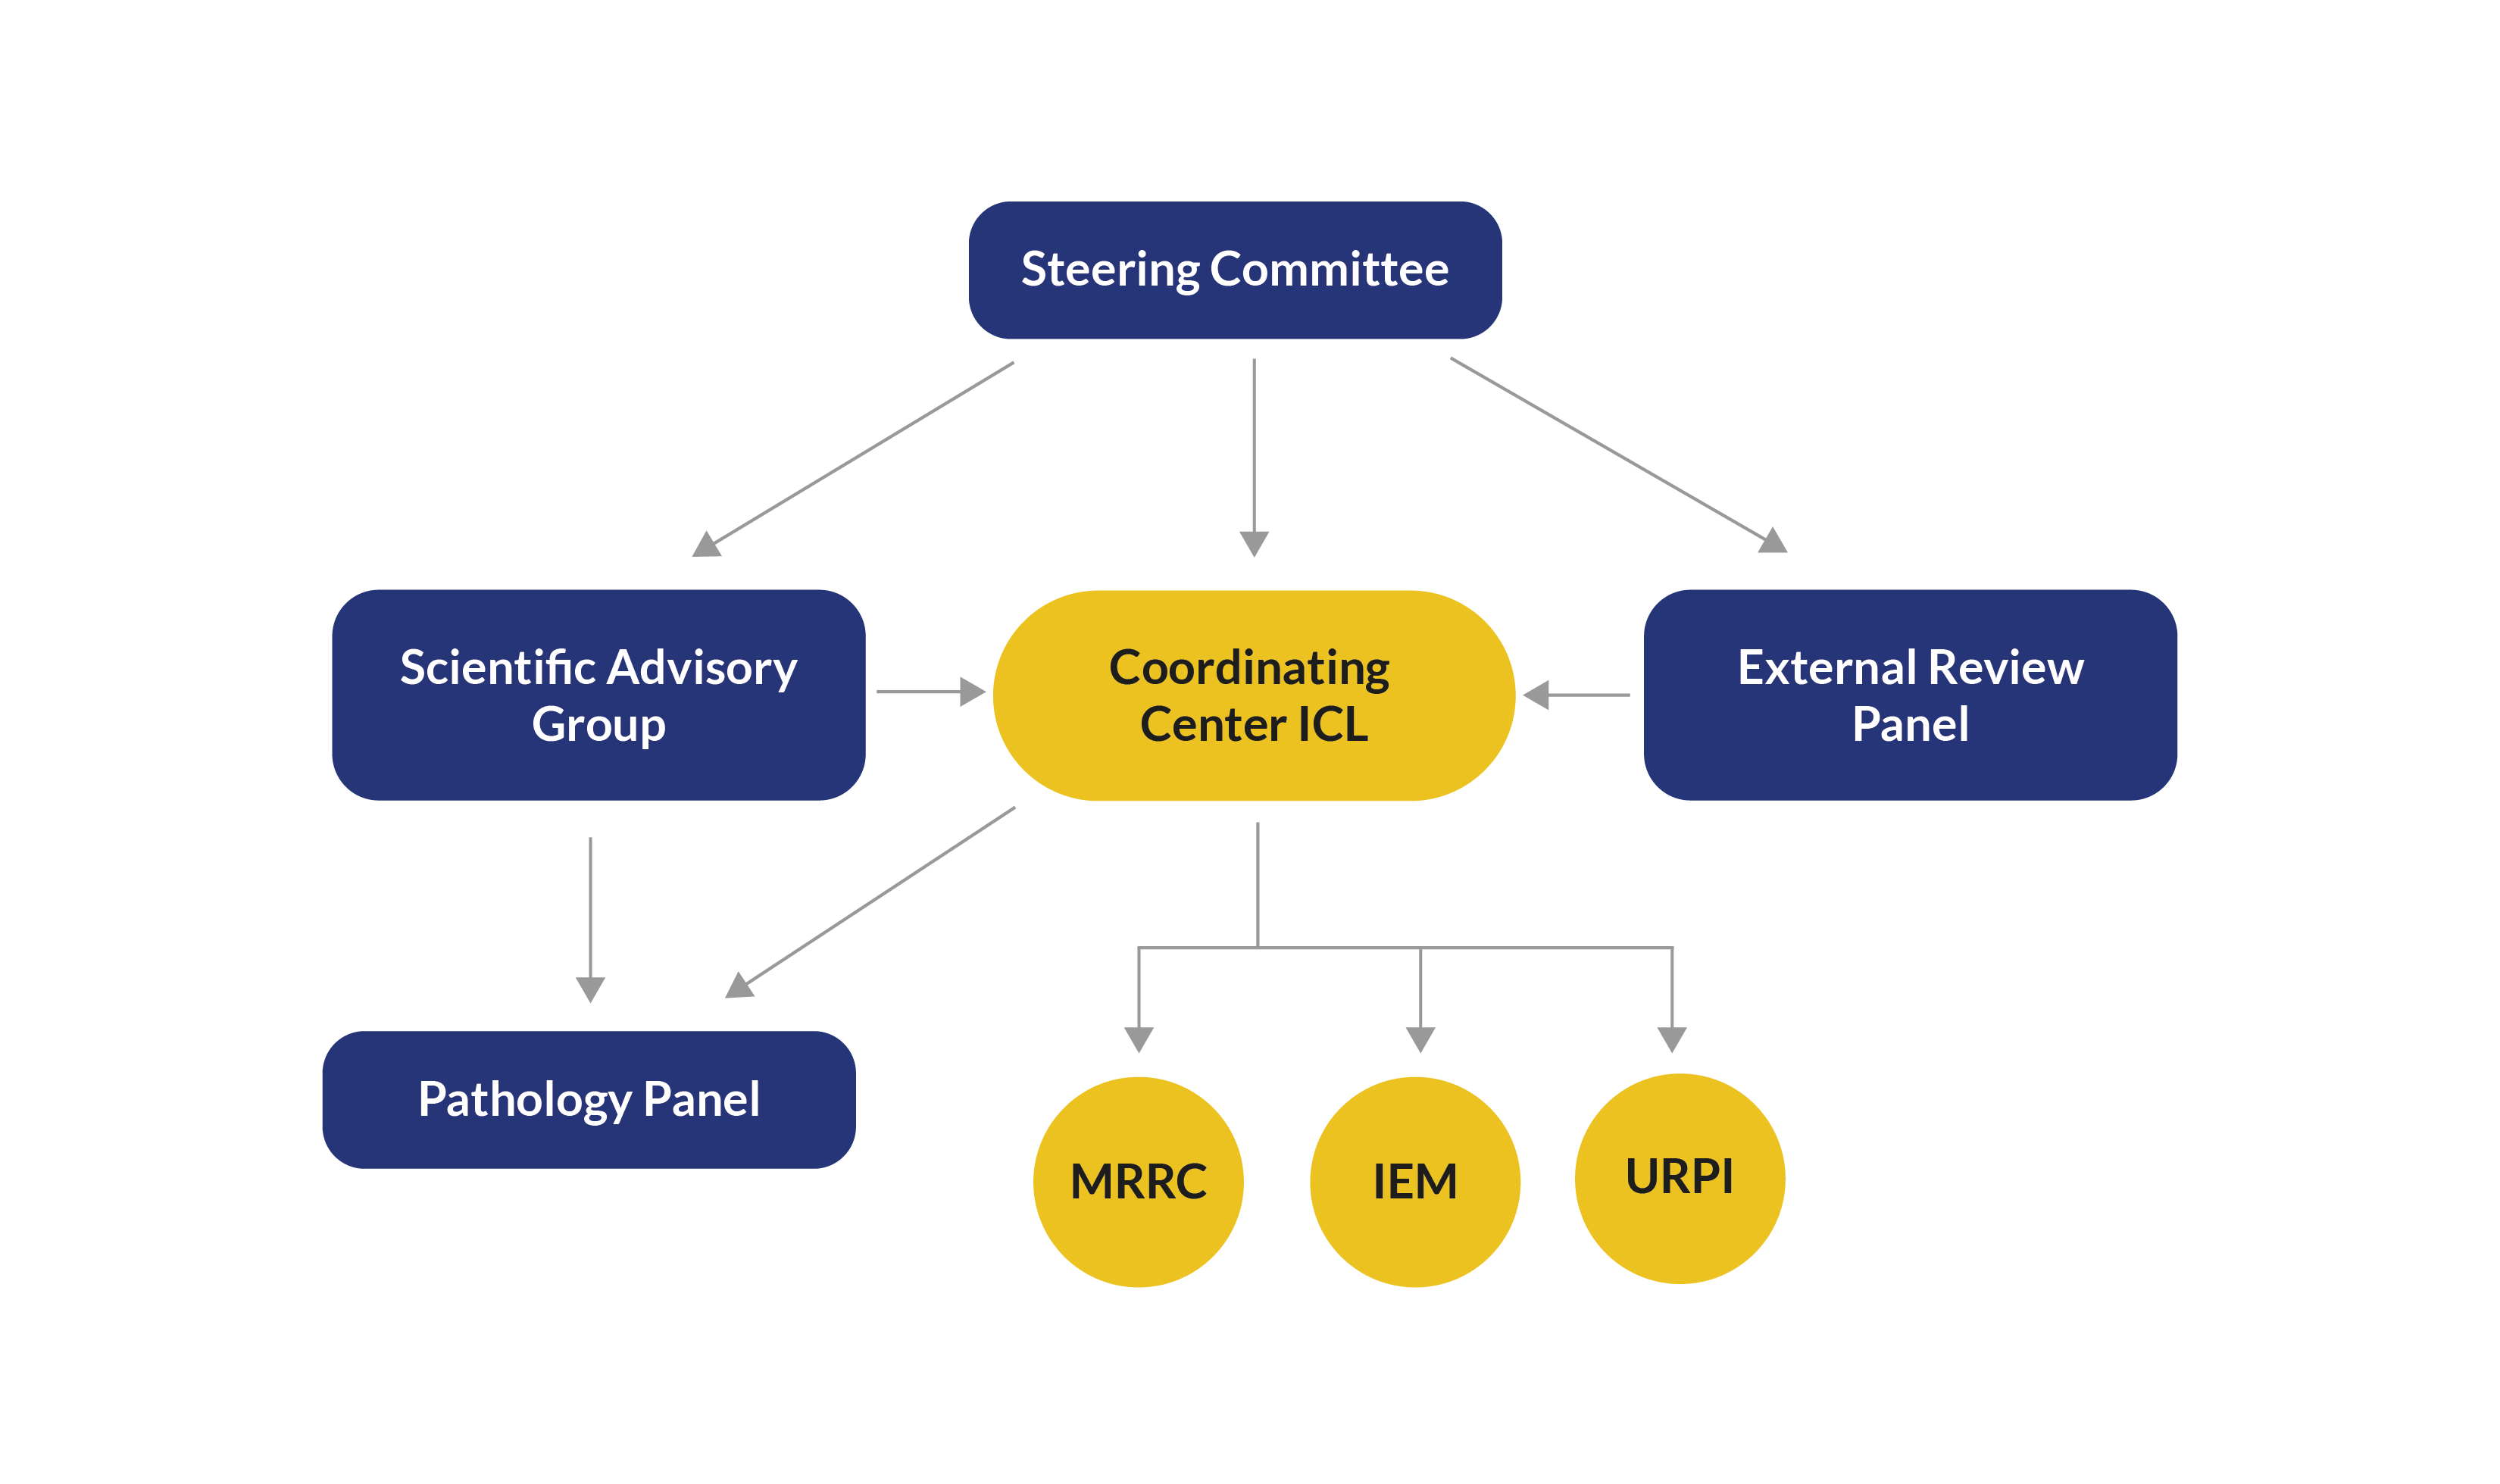 Steering Committee
Scientific Advisory
Group
Coordinating
Center ICL
External Review
Panel
Pathology Panel
MRRC
IEM
URPI